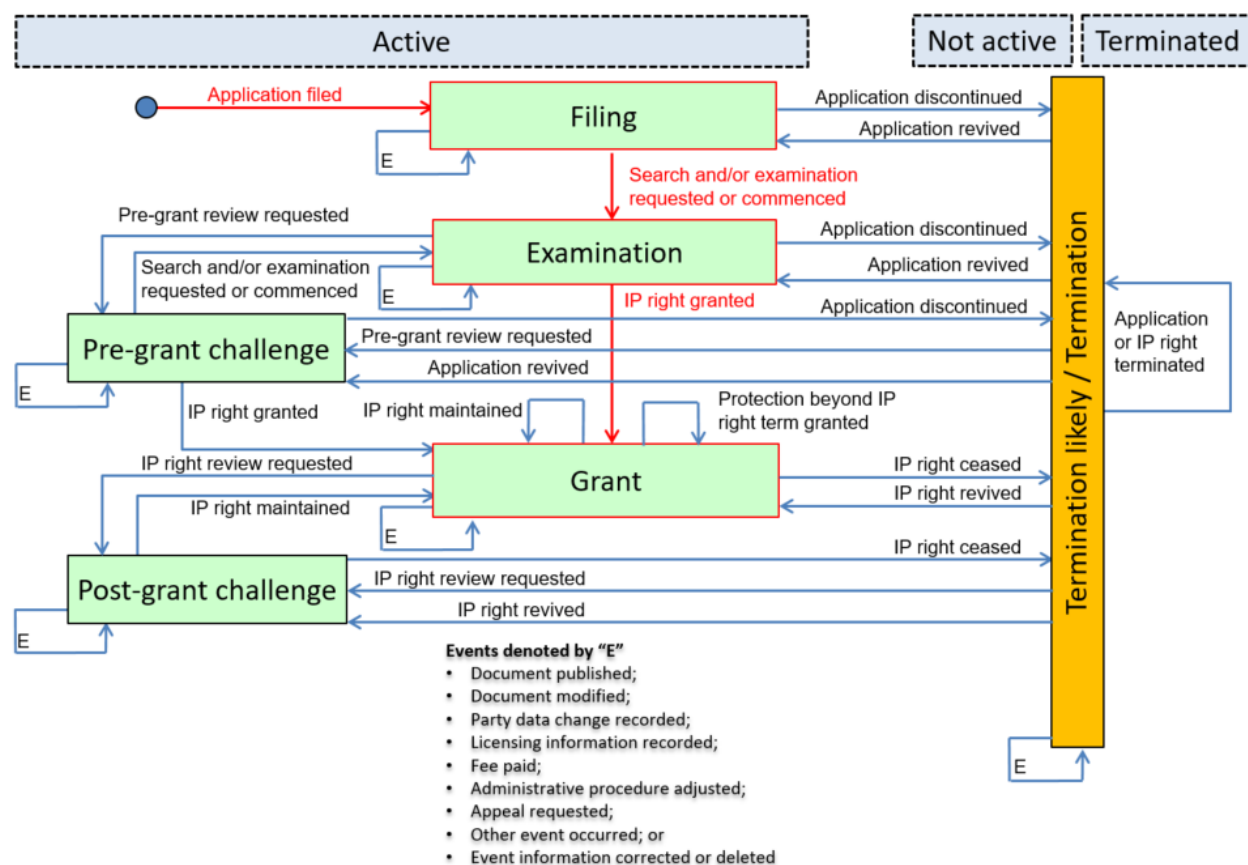 Active
Not active
Terminated
Application filed
Filing
Application discontinued
Application revived
E
Search and/or examination
requested or commenced
Pre-grant review requested
Examination
Application discontinued
Application revived
Search and/or examination
requested or commenced
E
IP right granted
Application discontinued
Pre-grant challenge
Pre-grant review requested
Application revived
E
Application
or IP right
terminated
IP right granted
IP right maintained
Protection beyond IP
right term granted
IP right review requested
Grant
IP right ceased
IP right revived
IP right maintained
E
IP right ceased
Post-grant challenge
IP right review requested
IP right revived
E
Termination likely / Termination
E
Events denoted by “E”
• Document published;
• Document modified;
• Party data change recorded;
• Licensing information recorded;
• Fee paid;
• Administrative procedure adjusted;
• Appeal requested;
• Other event occurred; or
• Event information corrected or deleted